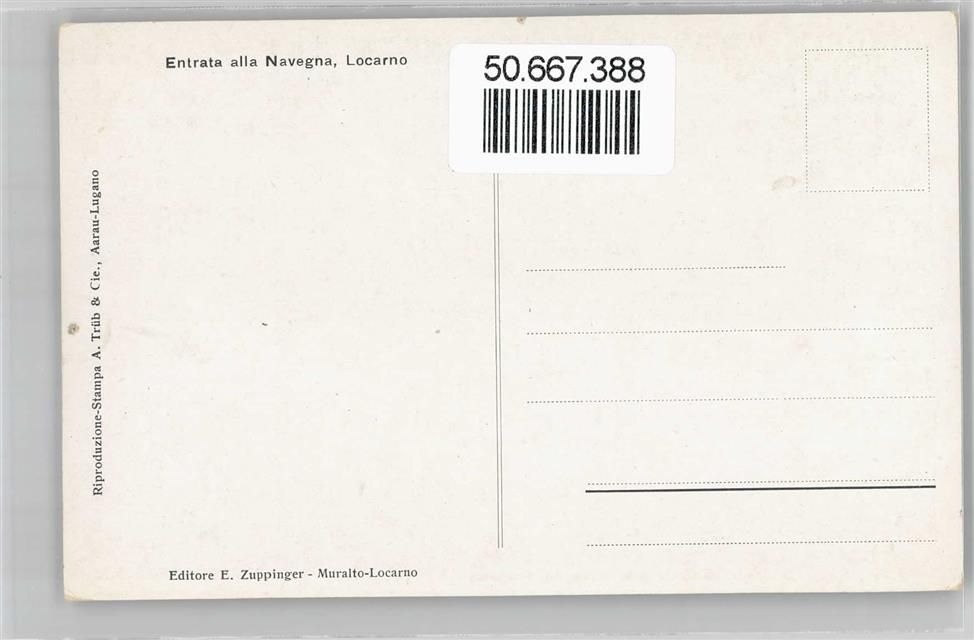 Entrata alla Navegna, Locarno
50.667.388
Riproduzione-Stampa A. Trüb & Cie., Aarau-Lugano
Editore E. Zuppinger - Muralto-Locarno